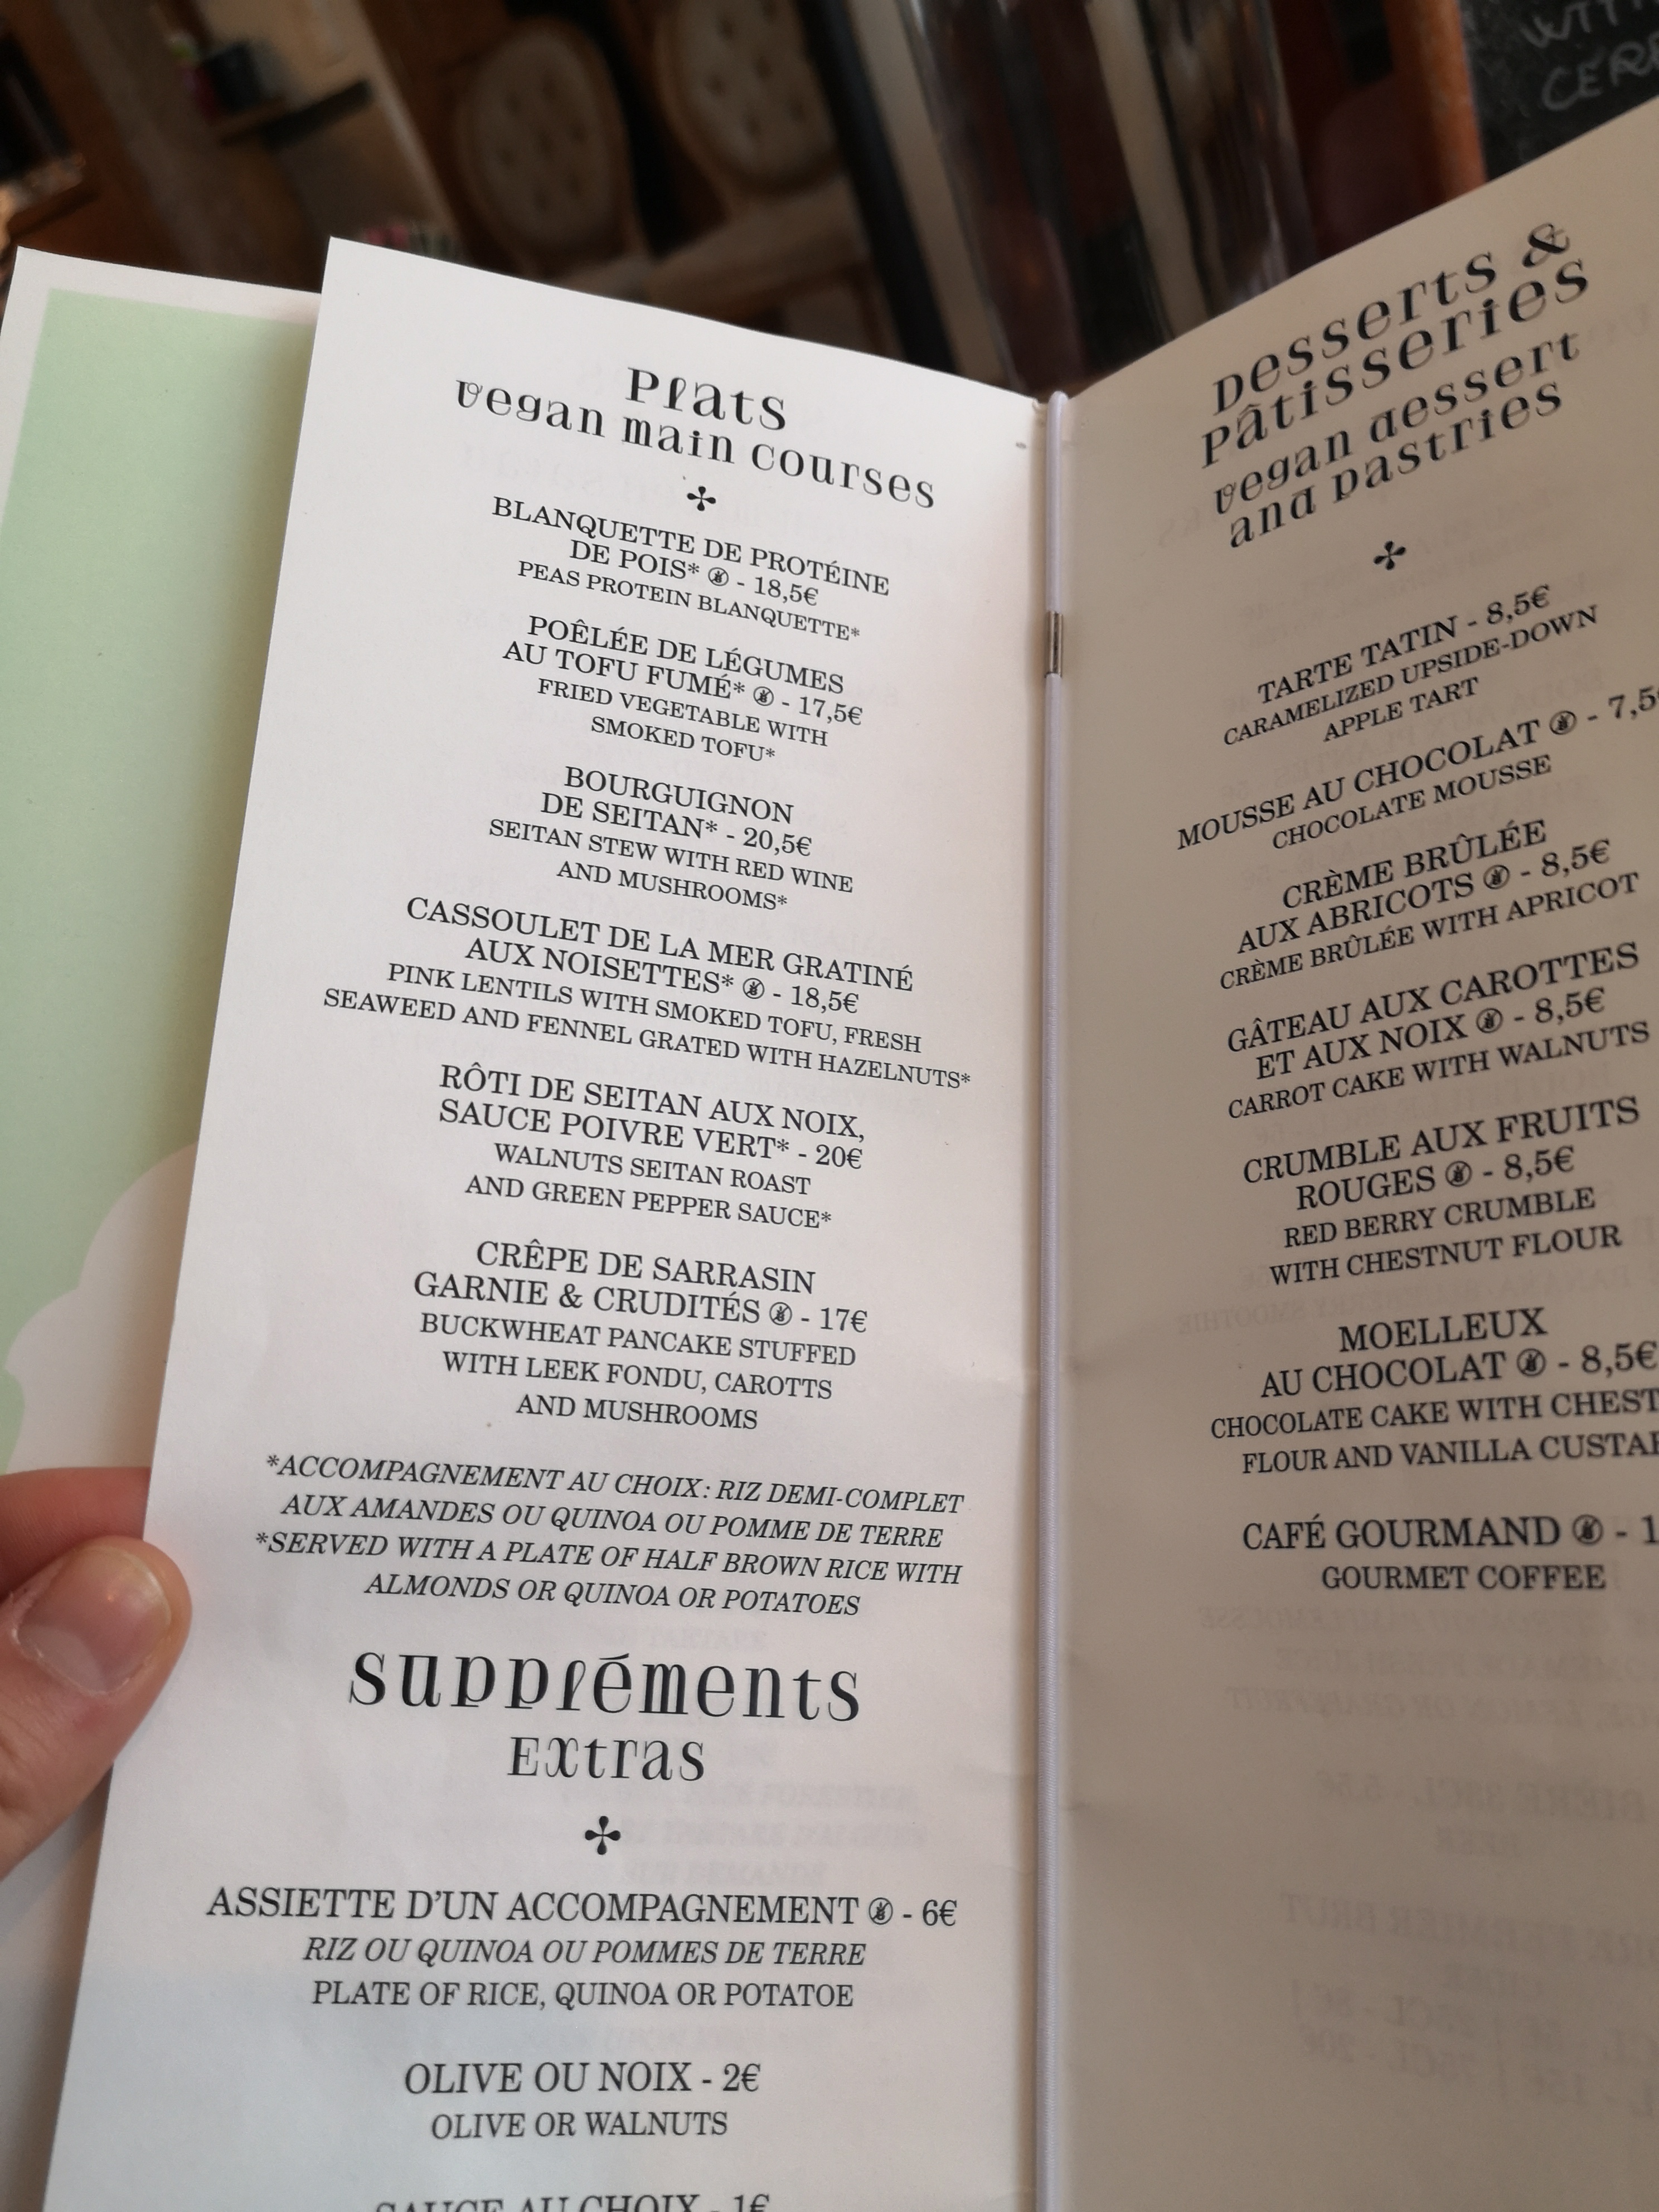 WITH
Plats
vegan main courses
BLANQUETTE DE PROTÉINE
DE POIS* - 18,5€
PEAS PROTEIN BLANQUETTE*
POÊLÉE DE LÉGUMES
AU TOFU FUMÉ* - 17,5€
FRIED VEGETABLE WITH
SMOKED TOFU*
BOURGUIGNON
DE SEITAN* - 20,5€
SEITAN STEW WITH RED WINE
AND MUSHROOMS*
CASSOULET DE LA MER GRATINÉ
AUX NOISETTES* - 18,5€
PINK LENTILS WITH SMOKED TOFU, FRESH
SEAWEED AND FENNEL GRATED WITH HAZELNUTS*
RÔTI DE SEITAN AUX NOIX,
SAUCE POIVRE VERT* - 20€
WALNUTS SEITAN ROAST
AND GREEN PEPPER SAUCE*
CRÊPE DE SARRASIN
GARNIE & CRUDITÉS - 17€
BUCKWHEAT PANCAKE STUFFED
WITH LEEK FONDU, CAROTTS
AND MUSHROOMS
*ACCOMPAGNEMENT AU CHOIX : RIZ DEMI-COMPLET
AUX AMANDES OU QUINOA OU POMME DE TERRE
*SERVED WITH A PLATE OF HALF BROWN RICE WITH
ALMONDS OR QUINOA OR POTATOES
suppléments
Extras
ASSIETTE D'UN ACCOMPAGNEMENT - 6€
RIZ OU QUINOA OU POMMES DE TERRE
PLATE OF RICE, QUINOA OR POTATOE
OLIVE OU NOIX - 2€
OLIVE OR WALNUTS
SAUCE AU CHOIX - 1€
Desserts &
Pâtisseries
vegan dessert
and pastries
TARTE TATIN - 8,5€
CARAMELIZED UPSIDE-DOWN
APPLE TART
MOUSSE AU CHOCOLAT - 7,5€
CHOCOLATE MOUSSE
CRÈME BRÛLÉE
AUX ABRICOTS - 8,5€
CRÈME BRÛLÉE WITH APRICOT
GÂTEAU AUX CAROTTES
ET AUX NOIX - 8,5€
CARROT CAKE WITH WALNUTS
CRUMBLE AUX FRUITS
ROUGES - 8,5€
RED BERRY CRUMBLE
WITH CHESTNUT FLOUR
MOELLEUX
AU CHOCOLAT - 8,5€
CHOCOLATE CAKE WITH CHEST
FLOUR AND VANILLA CUSTAR
CAFÉ GOURMAND - 1
GOURMET COFFEE